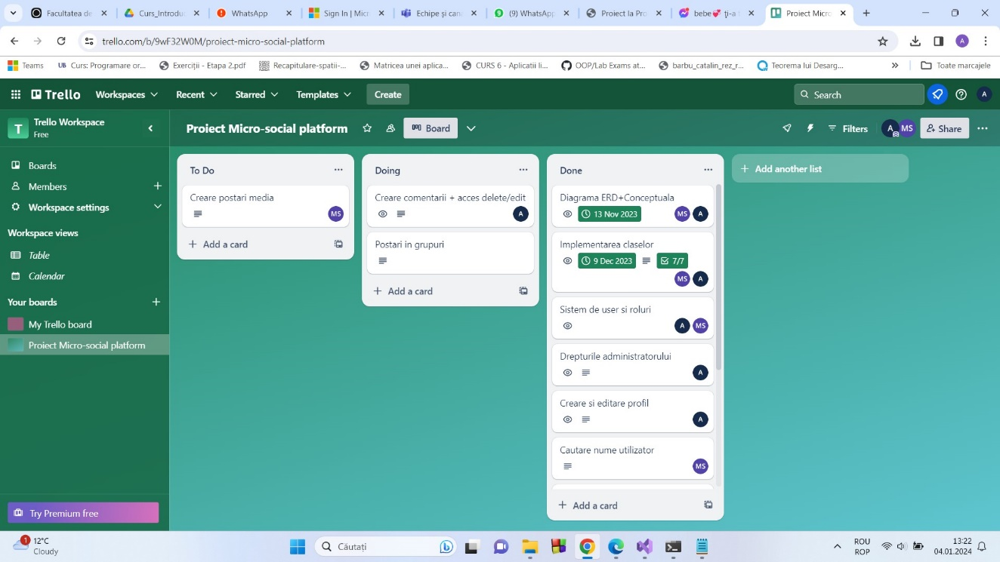 Facultatea de
Curs_Introduc
WhatsApp
Sign In | Micr
Echipe și can
(9) WhatsApp
Proiect la Pro
bebe💞 ți-a
Proiect Micro
trello.com/b/9wF32W0M/proiect-micro-social-platform
A
Teams
UB Curs: Programare or...
Exerciții - Etapa 2.pdf
Recapitulare-spatii-...
Matricea unei aplica...
CURS 6 - Aplicatii li...
OOP/Lab Exams at...
barbu_catalin_rez_r...
Teorema lui Desarg...
»
Toate marcajele
Trello
Workspaces
Recent
Starred
Templates
Create
Search
A
T
Trello Workspace
Free
Proiect Micro-social platform
Board
Filters
A
MS
Share
Boards
Members
Workspace settings
Workspace views
Table
Calendar
Your boards
My Trello board
Proiect Micro-social platform
Try Premium free
To Do
Creare postari media
MS
Add a card
Doing
Creare comentarii + acces delete/edit
A
Postari in grupuri
Add a card
Done
Diagrama ERD+Conceptuala
13 Nov 2023
MS A
Implementarea claselor
9 Dec 2023
7/7
MS A
Sistem de user si roluri
A MS
Drepturile administratorului
A
Creare si editare profil
A
Cautare nume utilizator
MS
Add a card
Add another list
1
12°C
Cloudy
Căutați
ROU
ROP
13:22
04.01.2024